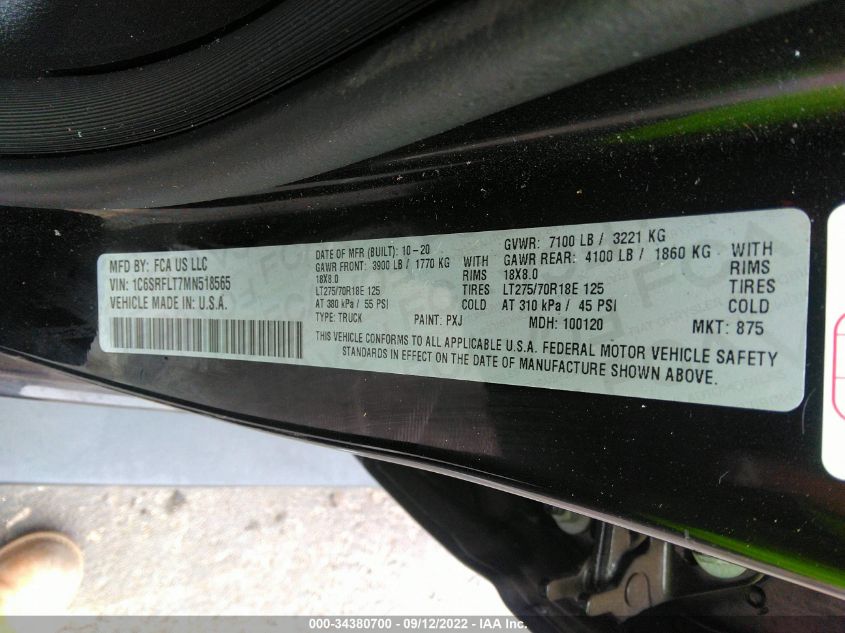 MFD BY: FCA US LLC
VIN: 1C6SRFLT7MN518565
VEHICLE MADE IN U.S.A.
DATE OF MFR (BUILT): 10-20
GVWR: 7100 LB / 3221 KG
GAWR FRONT: 3900 LB / 1770 KG WITH
GAWR REAR: 4100 LB / 1860 KG WITH
18X8.0 RIMS
18X8.0 RIMS
LT275/70R18E 125 TIRES
LT275/70R18E 125 TIRES
AT 380 kPa / 55 PSI COLD
AT 310 kPa / 45 PSI COLD
TYPE: TRUCK PAINT: PXJ MDH: 100120 MKT: 875
THIS VEHICLE CONFORMS TO ALL APPLICABLE U.S.A. FEDERAL MOTOR VEHICLE SAFETY
STANDARDS IN EFFECT ON THE DATE OF MANUFACTURE SHOWN ABOVE.
000-34380700 - 09/12/2022 - IAA Inc.